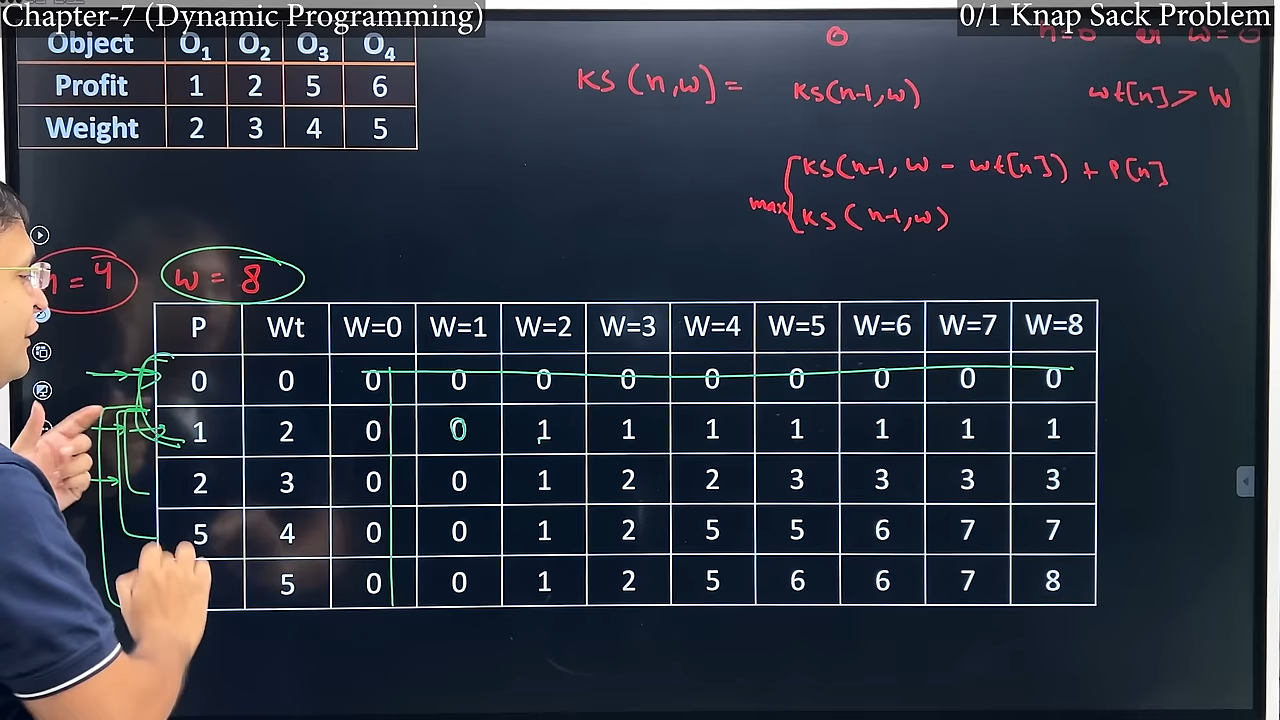 Chapter-7 (Dynamic Programming)
0/1 Knap Sack Problem
Object O1 O2 O3 O4
Profit 1 2 5 6
Weight 2 3 4 5
0 n=0 or w=0
KS(n,w)= KS(n-1,w) wt[n]>W
max KS(n-1, w - wt[n]) + P[n]
KS(n-1,w)
n=4 w=8
P Wt W=0 W=1 W=2 W=3 W=4 W=5 W=6 W=7 W=8
0 0 0 0 0 0 0 0 0 0 0
1 2 0 0 1 1 1 1 1 1 1
2 3 0 0 1 2 2 3 3 3 3
5 4 0 0 1 2 5 5 6 7 7
5 0 0 1 2 5 6 6 7 8